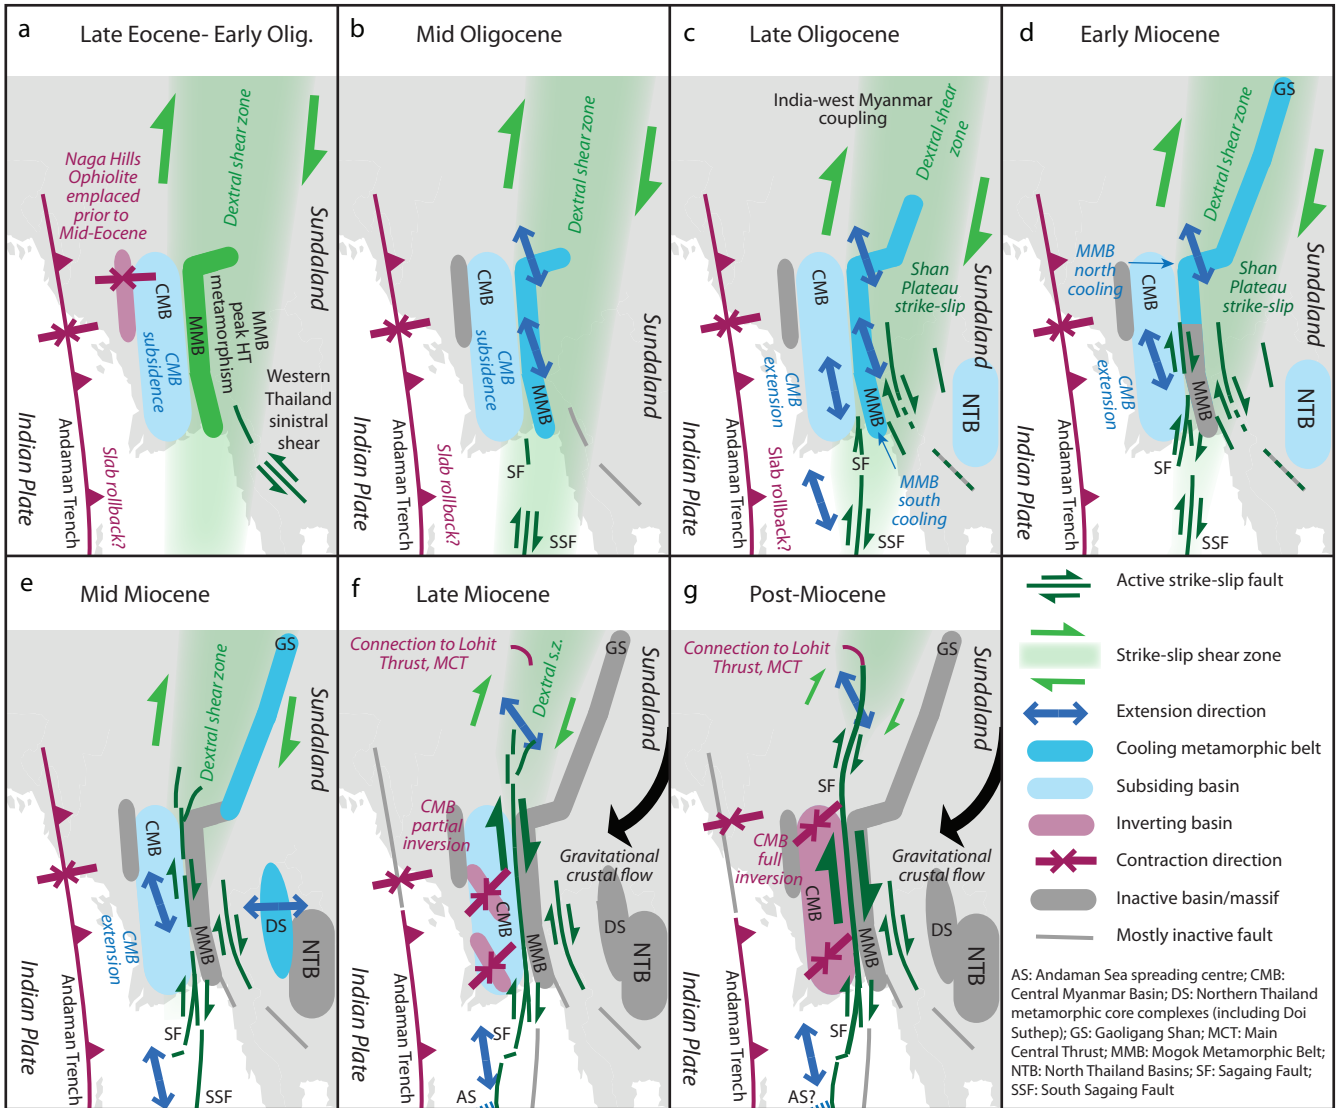 a
Late Eocene- Early Olig.
Naga Hills
Ophiolite
emplaced
prior to
Mid-Eocene
Dextral shear zone
Sundaland
CMB
CMB
subsidence
MMB
MMB
peak HT
metamorphism
Western
Thailand
sinistral
shear
Indian Plate
Andaman Trench
Slab rollback?
b
Mid Oligocene
Dextral shear zone
Sundaland
CMB
CMB
subsidence
MMB
SF
SSF
Indian Plate
Andaman Trench
Slab rollback?
c
Late Oligocene
India-west Myanmar
coupling
Dextral shear
zone
Sundaland
CMB
Shan
Plateau
strike-slip
CMB
extension
MMB
NTB
SF
MMB
south
cooling
SSF
Indian Plate
Andaman Trench
Slab rollback?
d
Early Miocene
GS
Dextral shear zone
Sundaland
MMB
north
cooling
CMB
Shan
Plateau
strike-slip
CMB
extension
MMB
NTB
SF
SSF
Indian Plate
Andaman Trench
e
Mid Miocene
GS
Dextral shear zone
Sundaland
CMB
CMB
extension
MMB
DS
NTB
SF
SSF
Indian Plate
Andaman Trench
f
Late Miocene
Connection to Lohit
Thrust, MCT
Dextral s.z.
GS
Sundaland
CMB
partial
inversion
Gravitational
crustal flow
CMB
MMB
DS
NTB
SF
AS
Indian Plate
Andaman Trench
g
Post-Miocene
Connection to Lohit
Thrust, MCT
GS
Sundaland
SF
CMB
full
inversion
Gravitational
crustal flow
CMB
MMB
DS
NTB
SF
AS?
Indian Plate
Andaman Trench
Active strike-slip fault
Strike-slip shear zone
Extension direction
Cooling metamorphic belt
Subsiding basin
Inverting basin
Contraction direction
Inactive basin/massif
Mostly inactive fault
AS: Andaman Sea spreading centre; CMB:
Central Myanmar Basin; DS: Northern Thailand
metamorphic core complexes (including Doi
Suthep); GS: Gaoligang Shan; MCT: Main
Central Thrust; MMB: Mogok Metamorphic Belt;
NTB: North Thailand Basins; SF: Sagaing Fault;
SSF: South Sagaing Fault